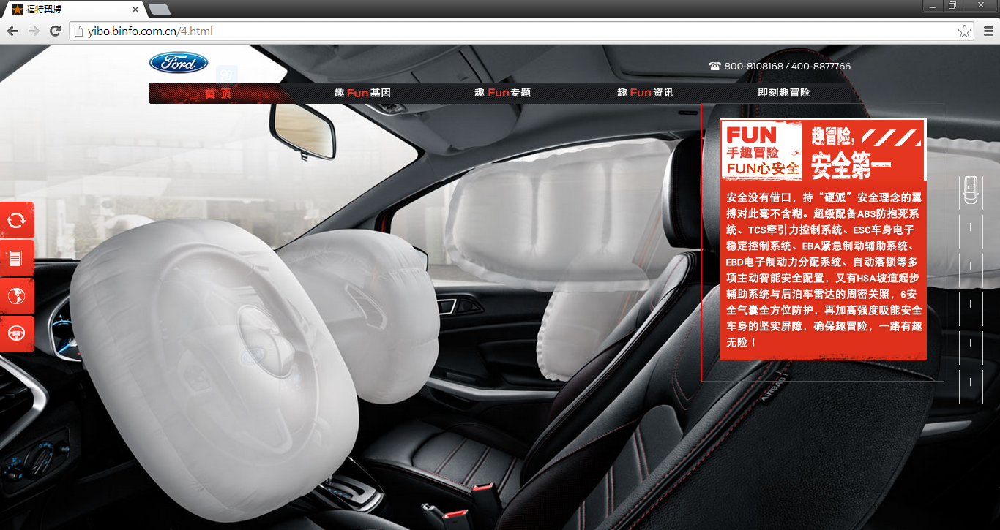 福特翼搏
yibo.binfo.com.cn/4.html
Ford
800-8108168 / 400-8877766
首 页
趣 Fun 基因
趣 Fun 专题
趣 Fun 资讯
即刻趣冒险
FUN
手趣冒险
FUN心安全
趣冒险,
安全第一
安全没有借口，持“硬派”安全理念的翼
搏对此毫不含糊。超级配备ABS防抱死系
统、TCS牵引力控制系统、ESC车身电子
稳定控制系统、EBA紧急制动辅助系统、
EBD电子制动力分配系统、自动落锁等多
项主动智能安全配置，又有HSA坡道起步
辅助系统与后泊车雷达的周密关照，6安
全气囊全方位防护，再加高强度吸能安全
车身的坚实屏障，确保趣冒险，一路有趣
无险！
AIRBAG